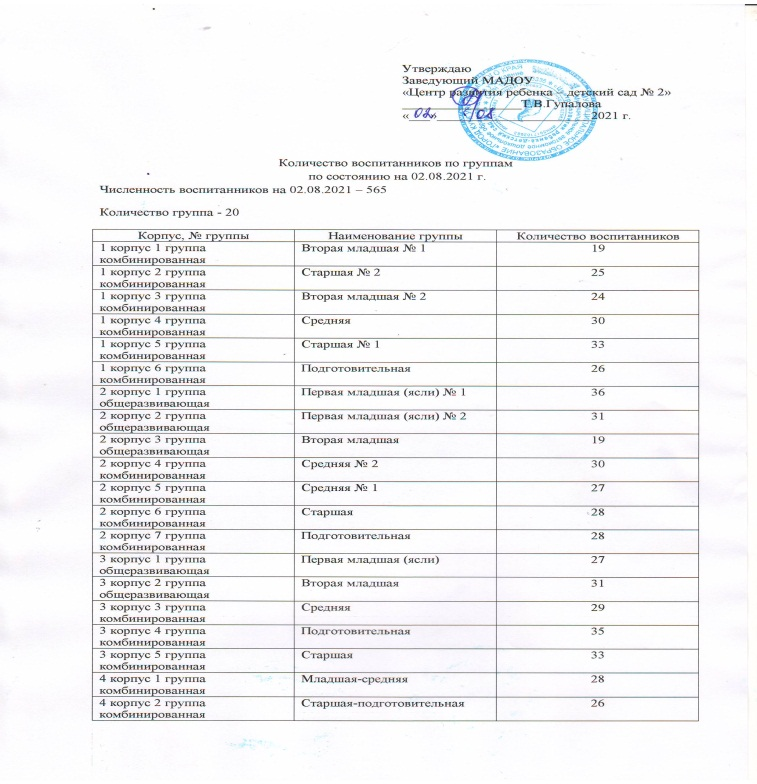 Утверждаю
Заведующий МАДОУ
«Центр развития ребенка – детский сад № 2»
Т.В.Гупалова
« 02 » 08 2021 г.
Количество воспитанников по группам
по состоянию на 02.08.2021 г.
Численность воспитанников на 02.08.2021 – 565
Количество группа - 20
Корпус, № группы Наименование группы Количество воспитанников
1 корпус 1 группа Вторая младшая № 1 19
комбинированная
1 корпус 2 группа Старшая № 2 25
комбинированная
1 корпус 3 группа Вторая младшая № 2 24
комбинированная
1 корпус 4 группа Средняя 30
комбинированная
1 корпус 5 группа Старшая № 1 33
комбинированная
1 корпус 6 группа Подготовительная 26
комбинированная
2 корпус 1 группа Первая младшая (ясли) № 1 36
общеразвивающая
2 корпус 2 группа Первая младшая (ясли) № 2 31
общеразвивающая
2 корпус 3 группа Вторая младшая 19
общеразвивающая
2 корпус 4 группа Средняя № 2 30
комбинированная
2 корпус 5 группа Средняя № 1 27
комбинированная
2 корпус 6 группа Старшая 28
комбинированная
2 корпус 7 группа Подготовительная 28
комбинированная
3 корпус 1 группа Первая младшая (ясли) 27
общеразвивающая
3 корпус 2 группа Вторая младшая 31
общеразвивающая
3 корпус 3 группа Средняя 29
комбинированная
3 корпус 4 группа Подготовительная 35
комбинированная
3 корпус 5 группа Старшая 33
комбинированная
4 корпус 1 группа Младшая-средняя 28
комбинированная
4 корпус 2 группа Старшая-подготовительная 26
комбинированная